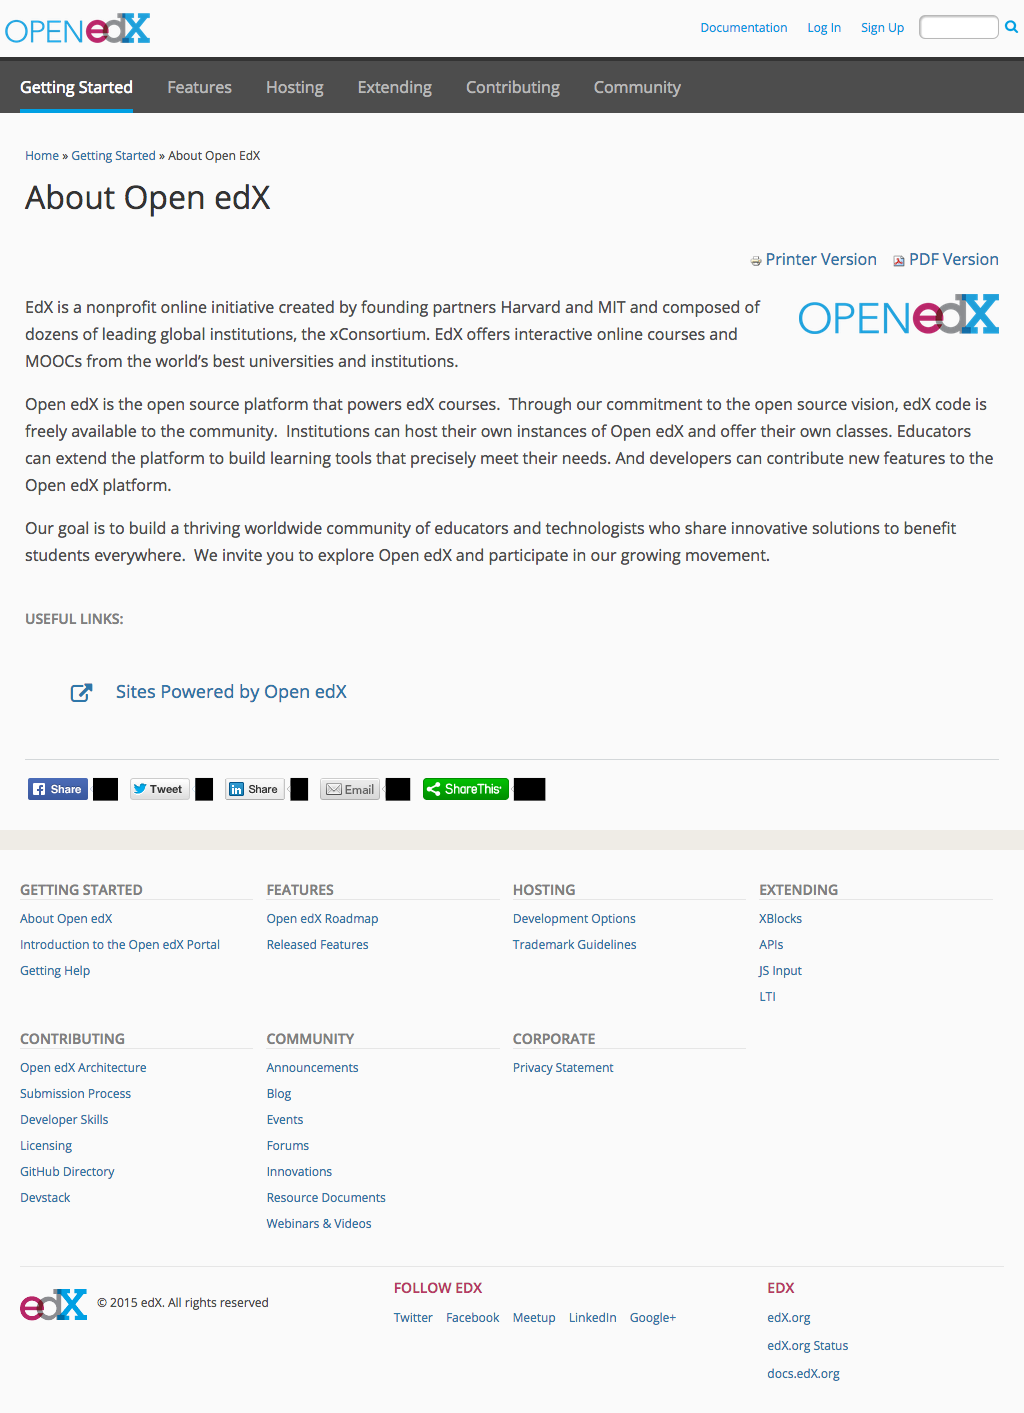 OPENedX
Documentation Log In Sign Up
Getting Started Features Hosting Extending Contributing Community
Home » Getting Started » About Open EdX
About Open edX
Printer Version PDF Version
OPENedX
EdX is a nonprofit online initiative created by founding partners Harvard and MIT and composed of
dozens of leading global institutions, the xConsortium. EdX offers interactive online courses and
MOOCs from the world’s best universities and institutions.
Open edX is the open source platform that powers edX courses.  Through our commitment to the open source vision, edX code is
freely available to the community.  Institutions can host their own instances of Open edX and offer their own classes. Educators
can extend the platform to build learning tools that precisely meet their needs. And developers can contribute new features to the
Open edX platform.
Our goal is to build a thriving worldwide community of educators and technologists who share innovative solutions to benefit
students everywhere.  We invite you to explore Open edX and participate in our growing movement.
USEFUL LINKS:
Sites Powered by Open edX
Share Tweet Share Email ShareThis
GETTING STARTED
About Open edX
Introduction to the Open edX Portal
Getting Help
FEATURES
Open edX Roadmap
Released Features
HOSTING
Development Options
Trademark Guidelines
EXTENDING
XBlocks
APIs
JS Input
LTI
CONTRIBUTING
Open edX Architecture
Submission Process
Developer Skills
Licensing
GitHub Directory
Devstack
COMMUNITY
Announcements
Blog
Events
Forums
Innovations
Resource Documents
Webinars & Videos
CORPORATE
Privacy Statement
edX © 2015 edX. All rights reserved
FOLLOW EDX
Twitter Facebook Meetup LinkedIn Google+
EDX
edX.org
edX.org Status
docs.edX.org